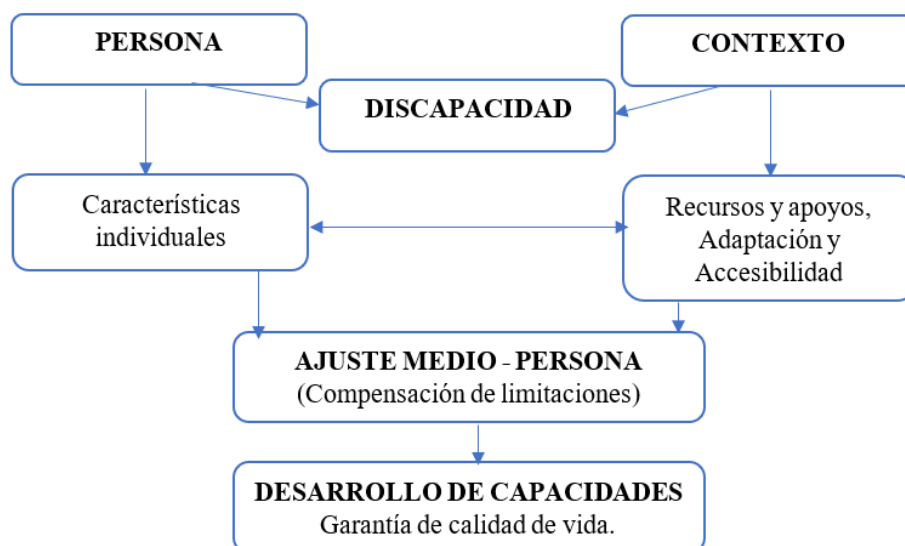 PERSONA
CONTEXTO
DISCAPACIDAD
Características
individuales
Recursos y apoyos,
Adaptación y
Accesibilidad
AJUSTE MEDIO - PERSONA
(Compensación de limitaciones)
DESARROLLO DE CAPACIDADES
Garantía de calidad de vida.